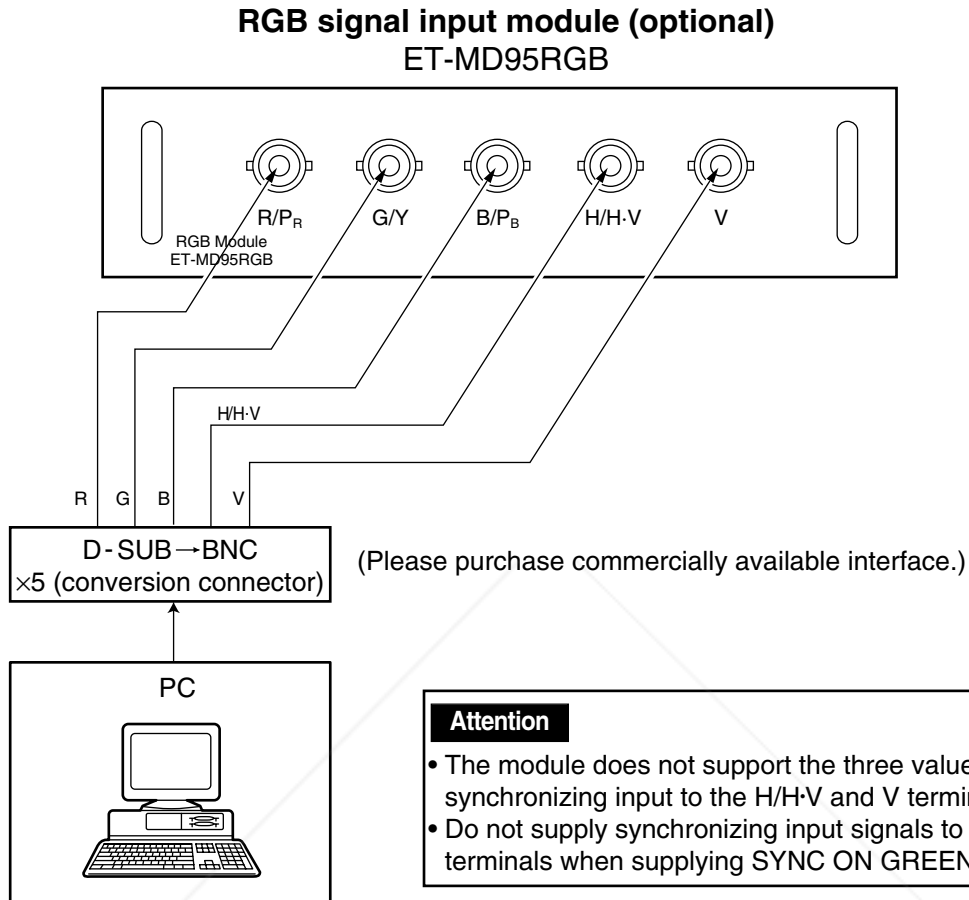 RGB signal input module (optional)
ET-MD95RGB
R/PR
G/Y
B/PB
H/H·V
V
RGB Module
ET-MD95RGB
H/H·V
R
G
B
V
D-SUB→BNC
×5 (conversion connector)
(Please purchase commercially available interface.)
PC
Attention
• The module does not support the three value
synchronizing input to the H/H·V and V
• Do not supply synchronizing input signals to
terminals when supplying SYNC ON GREEN